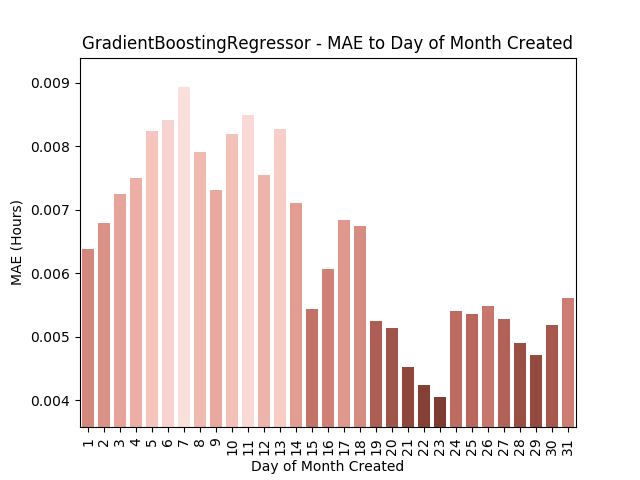 GradientBoostingRegressor - MAE to Day of Month Created
0.009
0.008
0.007
0.006
0.005
0.004
MAE (Hours)
1 2 3 4 5 6 7 8 9 10 11 12 13 14 15 16 17 18 19 20 21 22 23 24 25 26 27 28 29 30 31
Day of Month Created